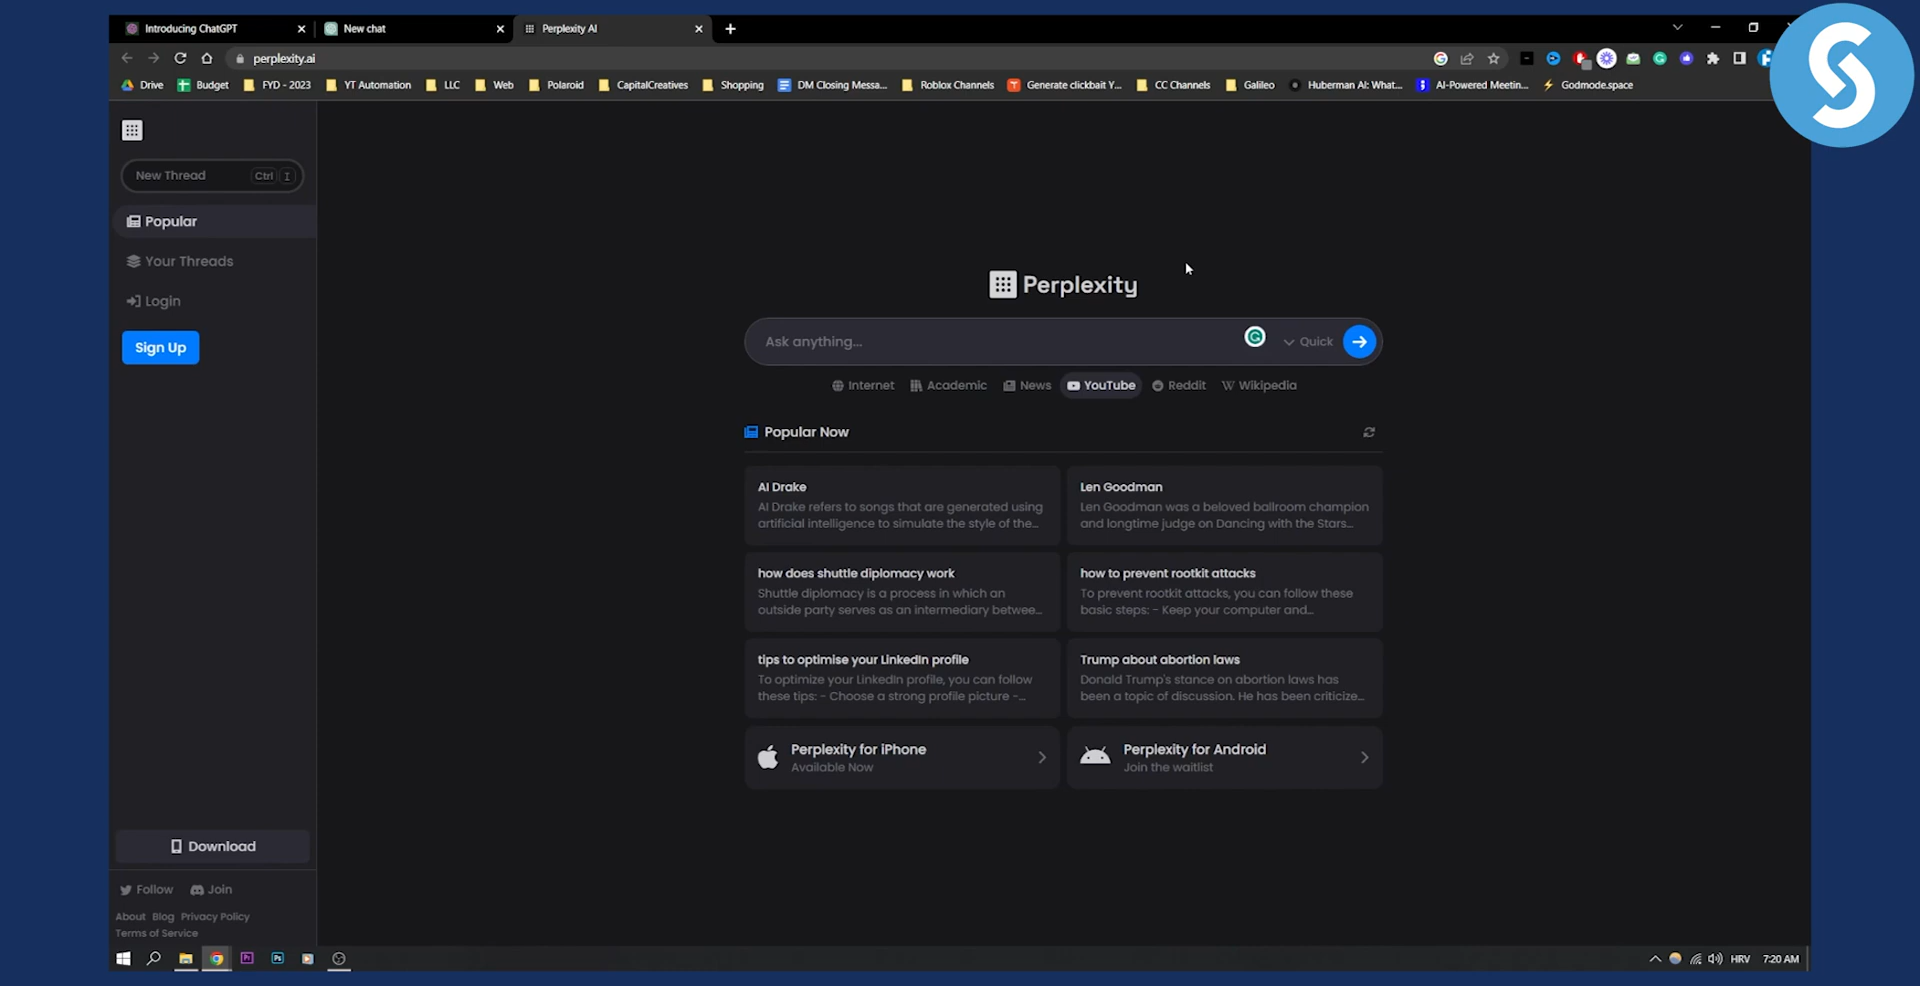 Introducing ChatGPT
New chat
Perplexity AI
perplexity.ai
Drive
Budget
FYD - 2023
YT Automation
LLC
Web
Polaroid
CapitalCreatives
Shopping
DM Closing Messa...
Roblox Channels
Generate clickbait Y...
CC Channels
Galileo
Huberman AI: What...
AI-Powered Meetin...
Godmode.space
S
New Thread Ctrl I
Popular
Your Threads
Login
Sign Up
Perplexity
Ask anything...
Quick
Internet
Academic
News
YouTube
Reddit
Wikipedia
Popular Now
AI Drake
AI Drake refers to songs that are generated using
artificial intelligence to simulate the style of the...
Len Goodman
Len Goodman was a beloved ballroom champion
and longtime judge on Dancing with the Stars...
how does shuttle diplomacy work
Shuttle diplomacy is a process in which an
outside party serves as an intermediary betwee...
how to prevent rootkit attacks
To prevent rootkit attacks, you can follow these
basic steps: - Keep your computer and...
tips to optimise your LinkedIn profile
To optimize your LinkedIn profile, you can follow
these tips: - Choose a strong profile picture -...
Trump about abortion laws
Donald Trump's stance on abortion laws has
been a topic of discussion. He has been criticize...
Perplexity for iPhone
Available Now
Perplexity for Android
Join the waitlist
Download
Follow
Join
About Blog Privacy Policy
Terms of Service
Pr
Ps
HRV
7:20 AM